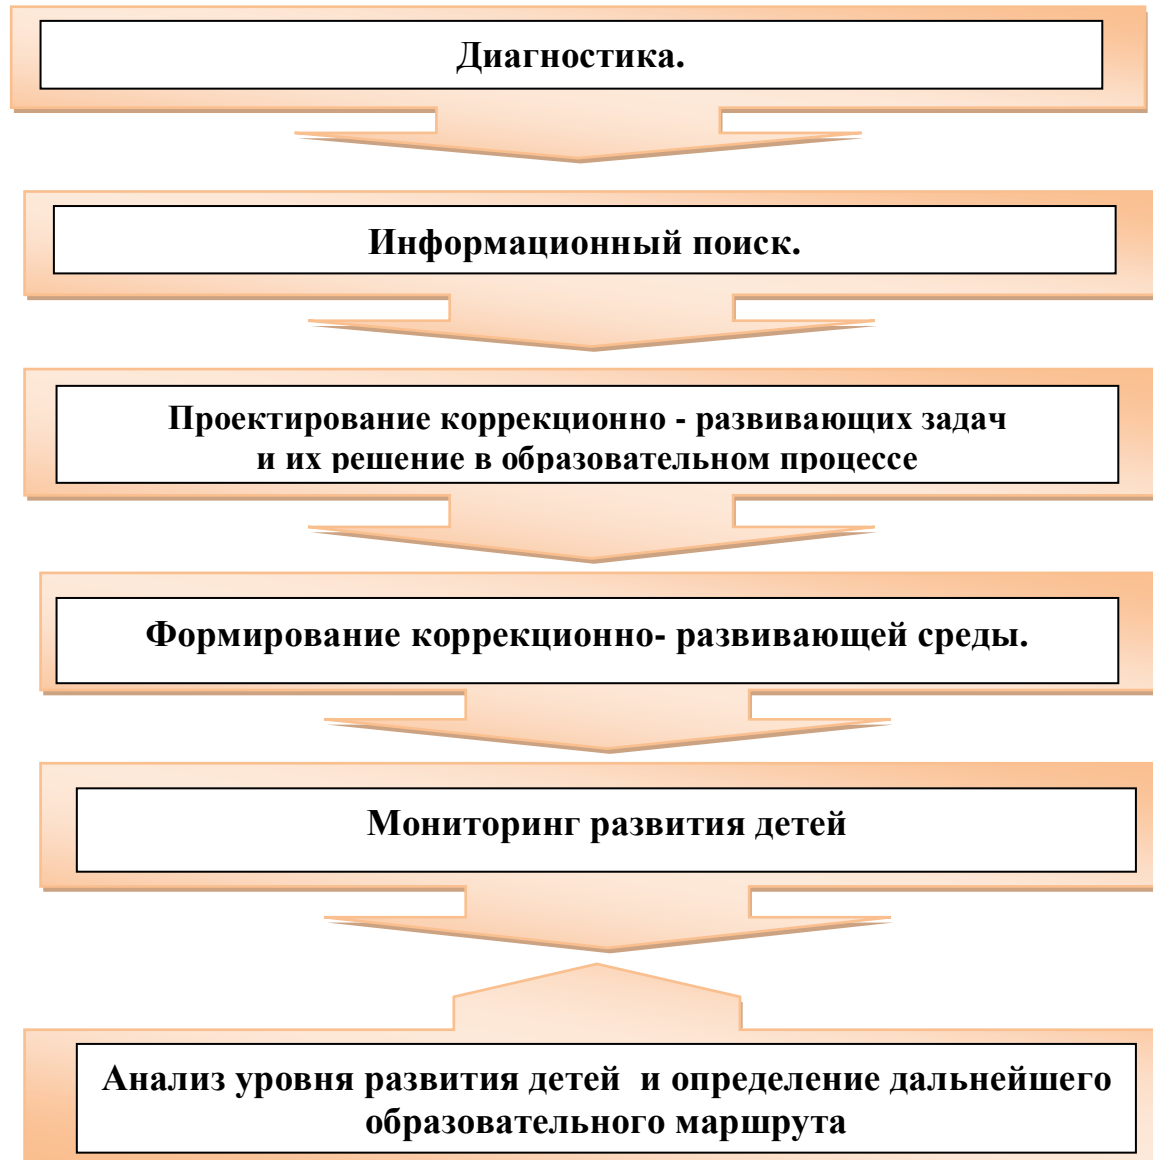 Диагностика.
Информационный поиск.
Проектирование коррекционно - развивающих задач
и их решение в образовательном процессе
Формирование коррекционно- развивающей среды.
Мониторинг развития детей
Анализ уровня развития детей  и определение дальнейшего
образовательного маршрута